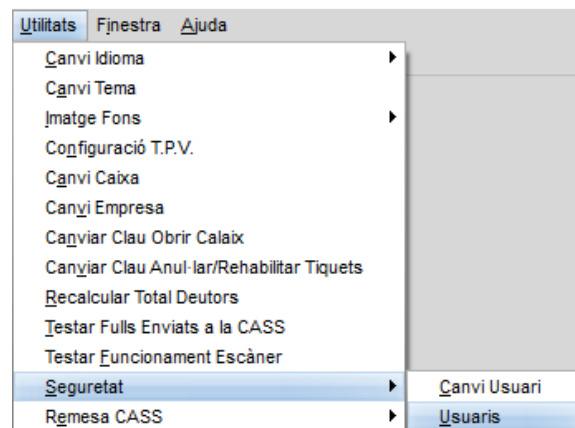 Utilitats Finestra Ajuda
Canvi Idioma
Canvi Tema
Imatge Fons
Configuració T.P.V.
Canvi Caixa
Canvi Empresa
Canviar Clau Obrir Calaix
Canviar Clau Anul·lar/Rehabilitar Tiquets
Recalcular Total Deutors
Testar Fulls Enviats a la CASS
Testar Funcionament Escàner
Seguretat
Canvi Usuari
Remesa CASS
Usuaris